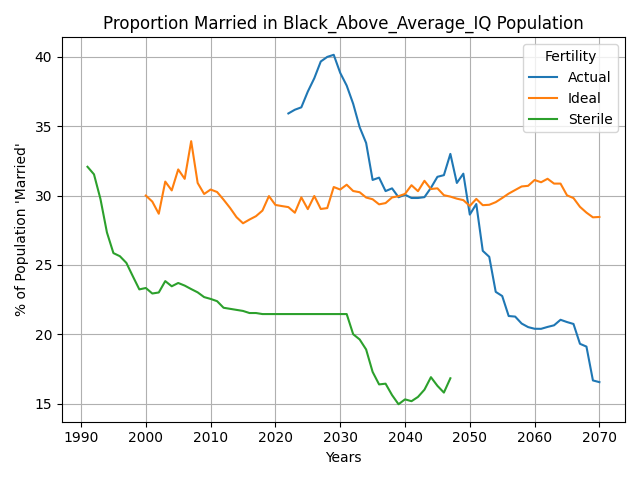 Proportion Married in Black_Above_Average_IQ Population
% of Population 'Married'
40
35
30
25
20
15
Fertility
Actual
Ideal
Sterile
1990 2000 2010 2020 2030 2040 2050 2060 2070
Years